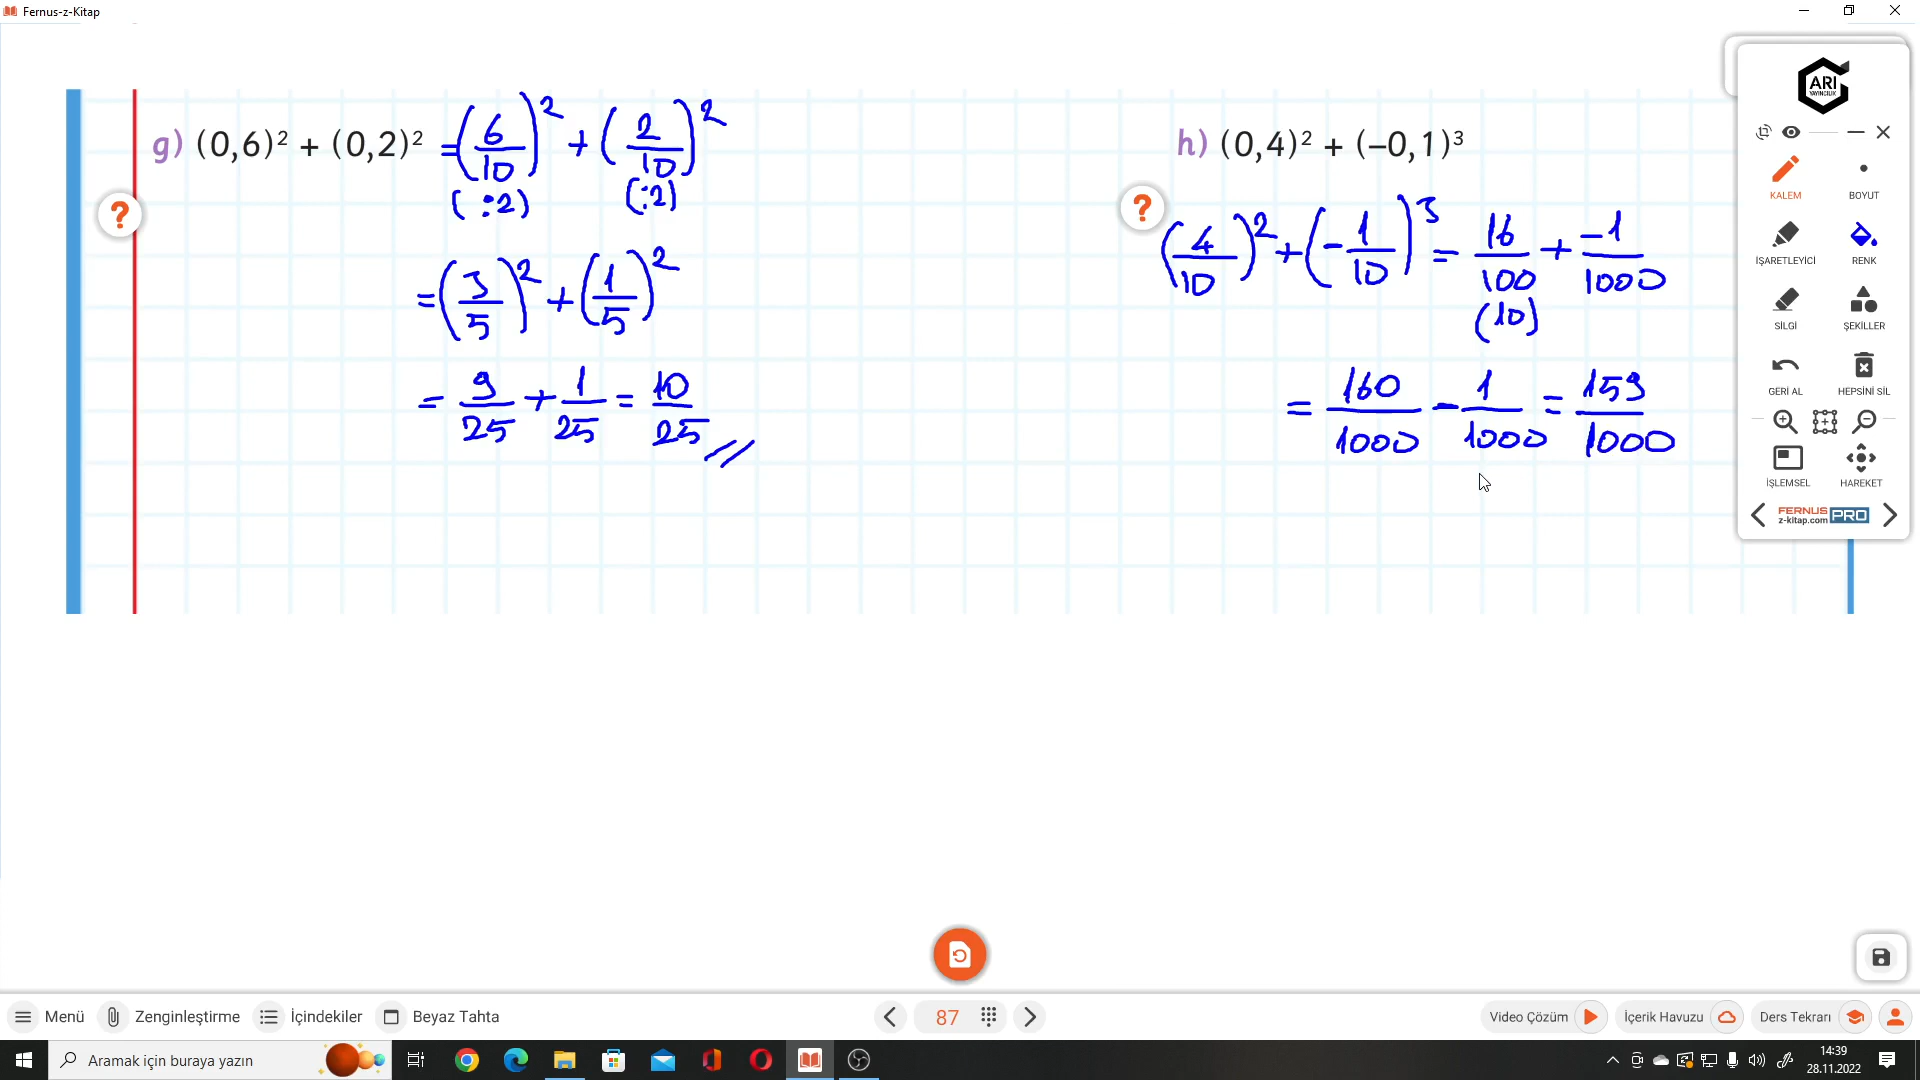 Fernus-z-Kitap
g) (0,6)² + (0,2)² = (6/10)² + (2/10)²
(:2) (:2)
= (3/5)² + (1/5)²
= 9/25 + 1/25 = 10/25 //
h) (0,4)² + (–0,1)³
(4/10)² + (-1/10)³ = 16/100 + -1/1000
(10)
= 160/1000 - 1/1000 = 159/1000
?
?
ARI
YAYINCILIK
KALEM
BOYUT
İŞARETLEYİCİ
RENK
SİLGİ
ŞEKİLLER
GERİ AL
HEPSİNİ SİL
İŞLEMSEL
HAREKET
FERNUS
z-kitap.com PRO
Menü
Zenginleştirme
İçindekiler
Beyaz Tahta
87
Video Çözüm
İçerik Havuzu
Ders Tekrarı
Aramak için buraya yazın
14:39
28.11.2022